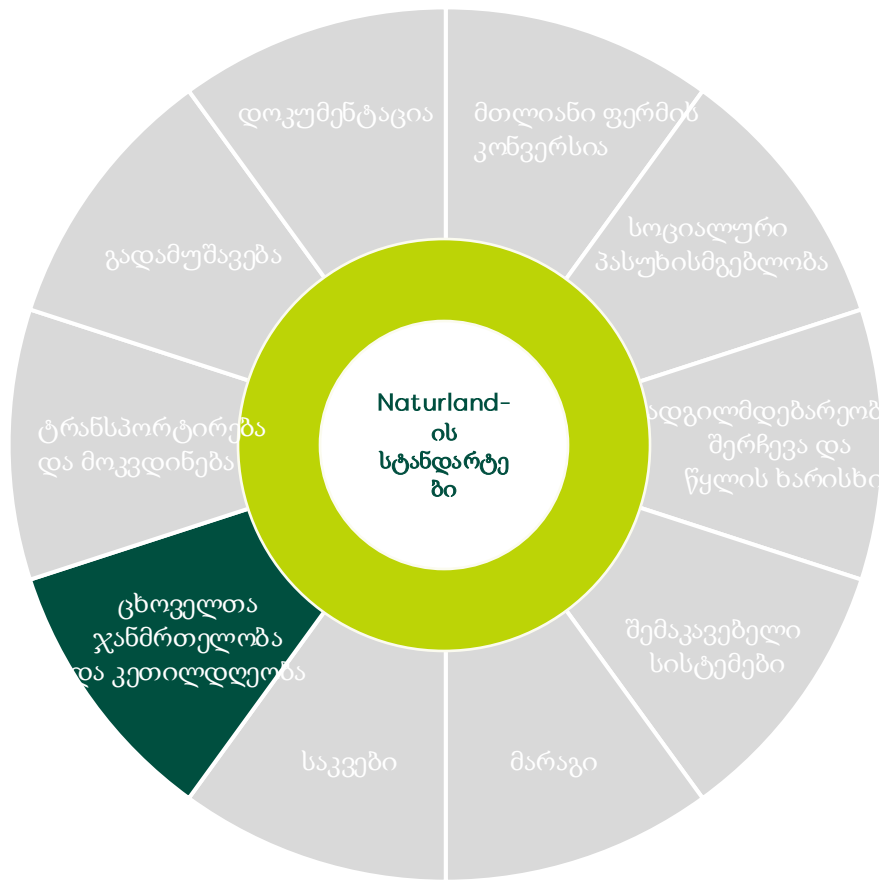 დოკუმენტაცია
მთლიანი ფერმის
კონვერსია
სოციალური
პასუხისმგებლობა
გადამუშავება
ადგილმდებარეობ
შერჩევა და
წყლის ხარისხი
Naturland-
ის
სტანდარტე
ბი
ტრანსპორტირება
და მოკვდინება
ცხოველთა
ჯანმრთელობა
და კეთილდღეობა
შემაკავებელი
სისტემები
საკვები
მარაგი